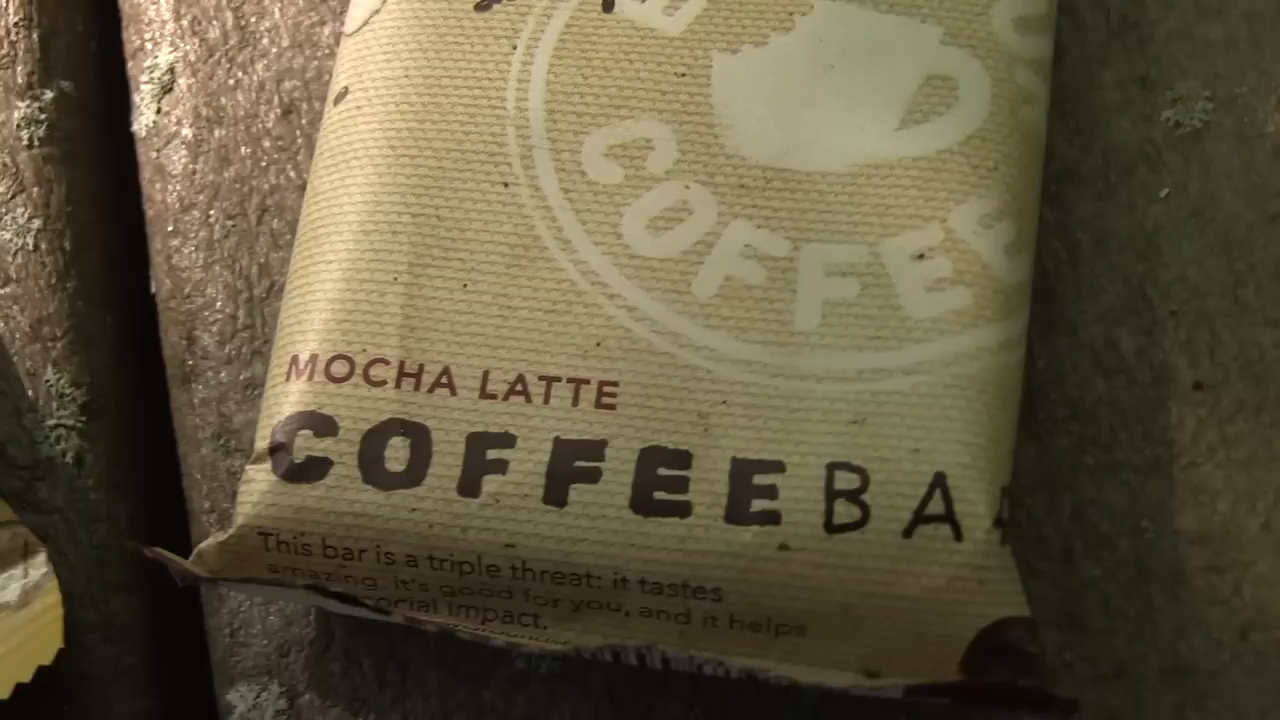 COFFEE
MOCHA LATTE
COFFEEBAR
This bar is a triple threat: it tastes
amazing, it's good for you, and it helps
social impact.